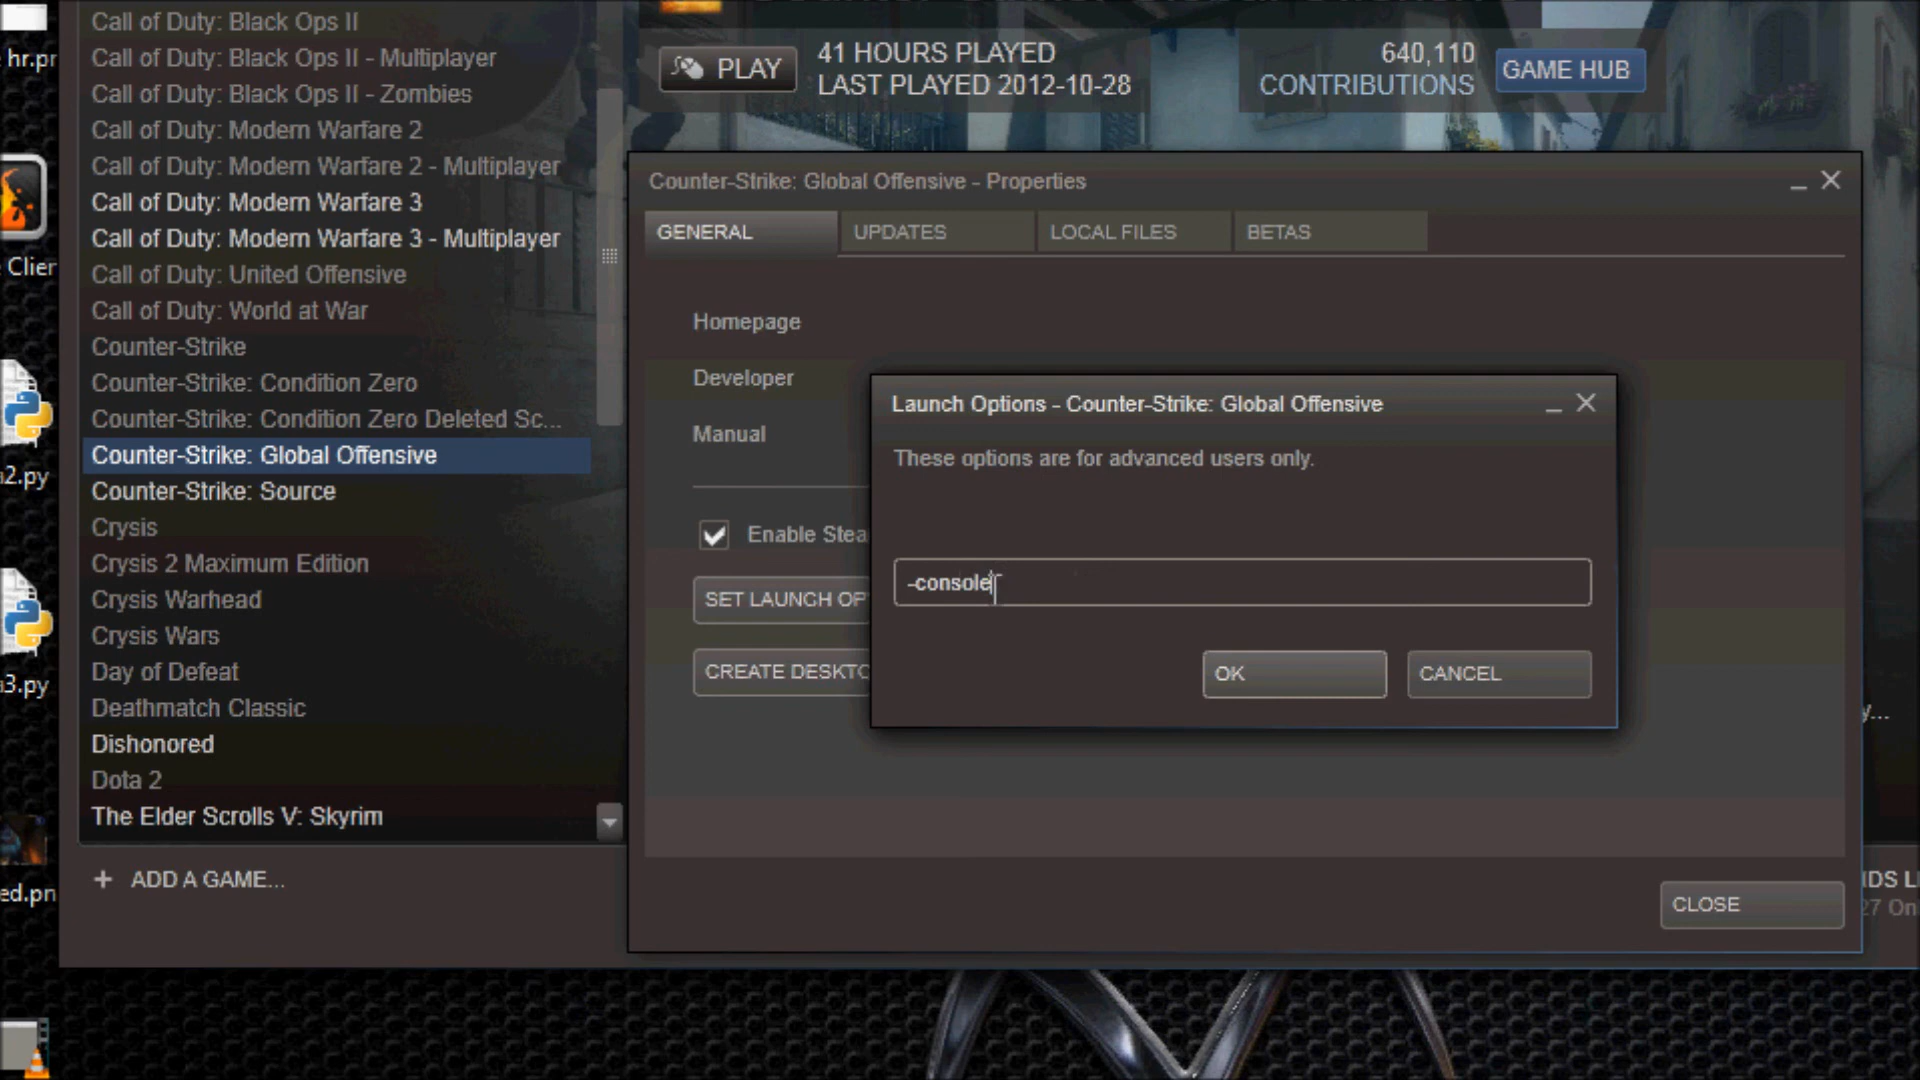 hr.pr
Clier
a2.py
a3.py
ed.pn
Call of Duty: Black Ops II
Call of Duty: Black Ops II - Multiplayer
Call of Duty: Black Ops II - Zombies
Call of Duty: Modern Warfare 2
Call of Duty: Modern Warfare 2 - Multiplayer
Call of Duty: Modern Warfare 3
Call of Duty: Modern Warfare 3 - Multiplayer
Call of Duty: United Offensive
Call of Duty: World at War
Counter-Strike
Counter-Strike: Condition Zero
Counter-Strike: Condition Zero Deleted Sc...
Counter-Strike: Global Offensive
Counter-Strike: Source
Crysis
Crysis 2 Maximum Edition
Crysis Warhead
Crysis Wars
Day of Defeat
Deathmatch Classic
Dishonored
Dota 2
The Elder Scrolls V: Skyrim
+ ADD A GAME...
PLAY
41 HOURS PLAYED
LAST PLAYED 2012-10-28
640,110
CONTRIBUTIONS
GAME HUB
Counter-Strike: Global Offensive - Properties
GENERAL
UPDATES
LOCAL FILES
BETAS
Homepage
Developer
Manual
Enable Stea
SET LAUNCH OP
CREATE DESKTO
Launch Options - Counter-Strike: Global Offensive
These options are for advanced users only.
-console
OK
CANCEL
CLOSE
y...
IDS L
27 On